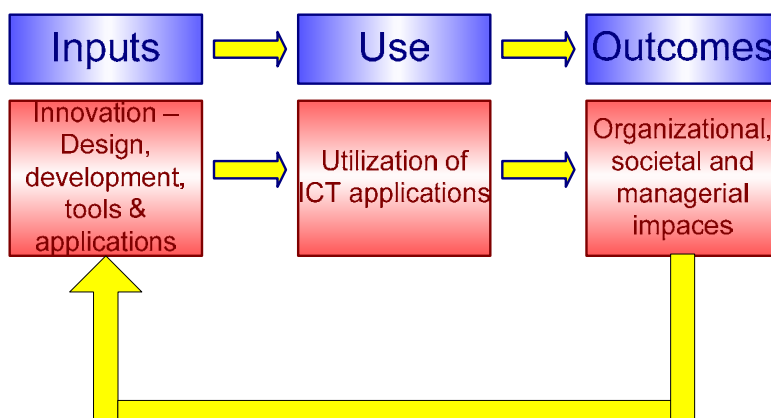 Inputs
Use
Outcomes
Innovation –
Design,
development,
tools &
applications
Utilization of
ICT applications
Organizational,
societal and
managerial
impaces